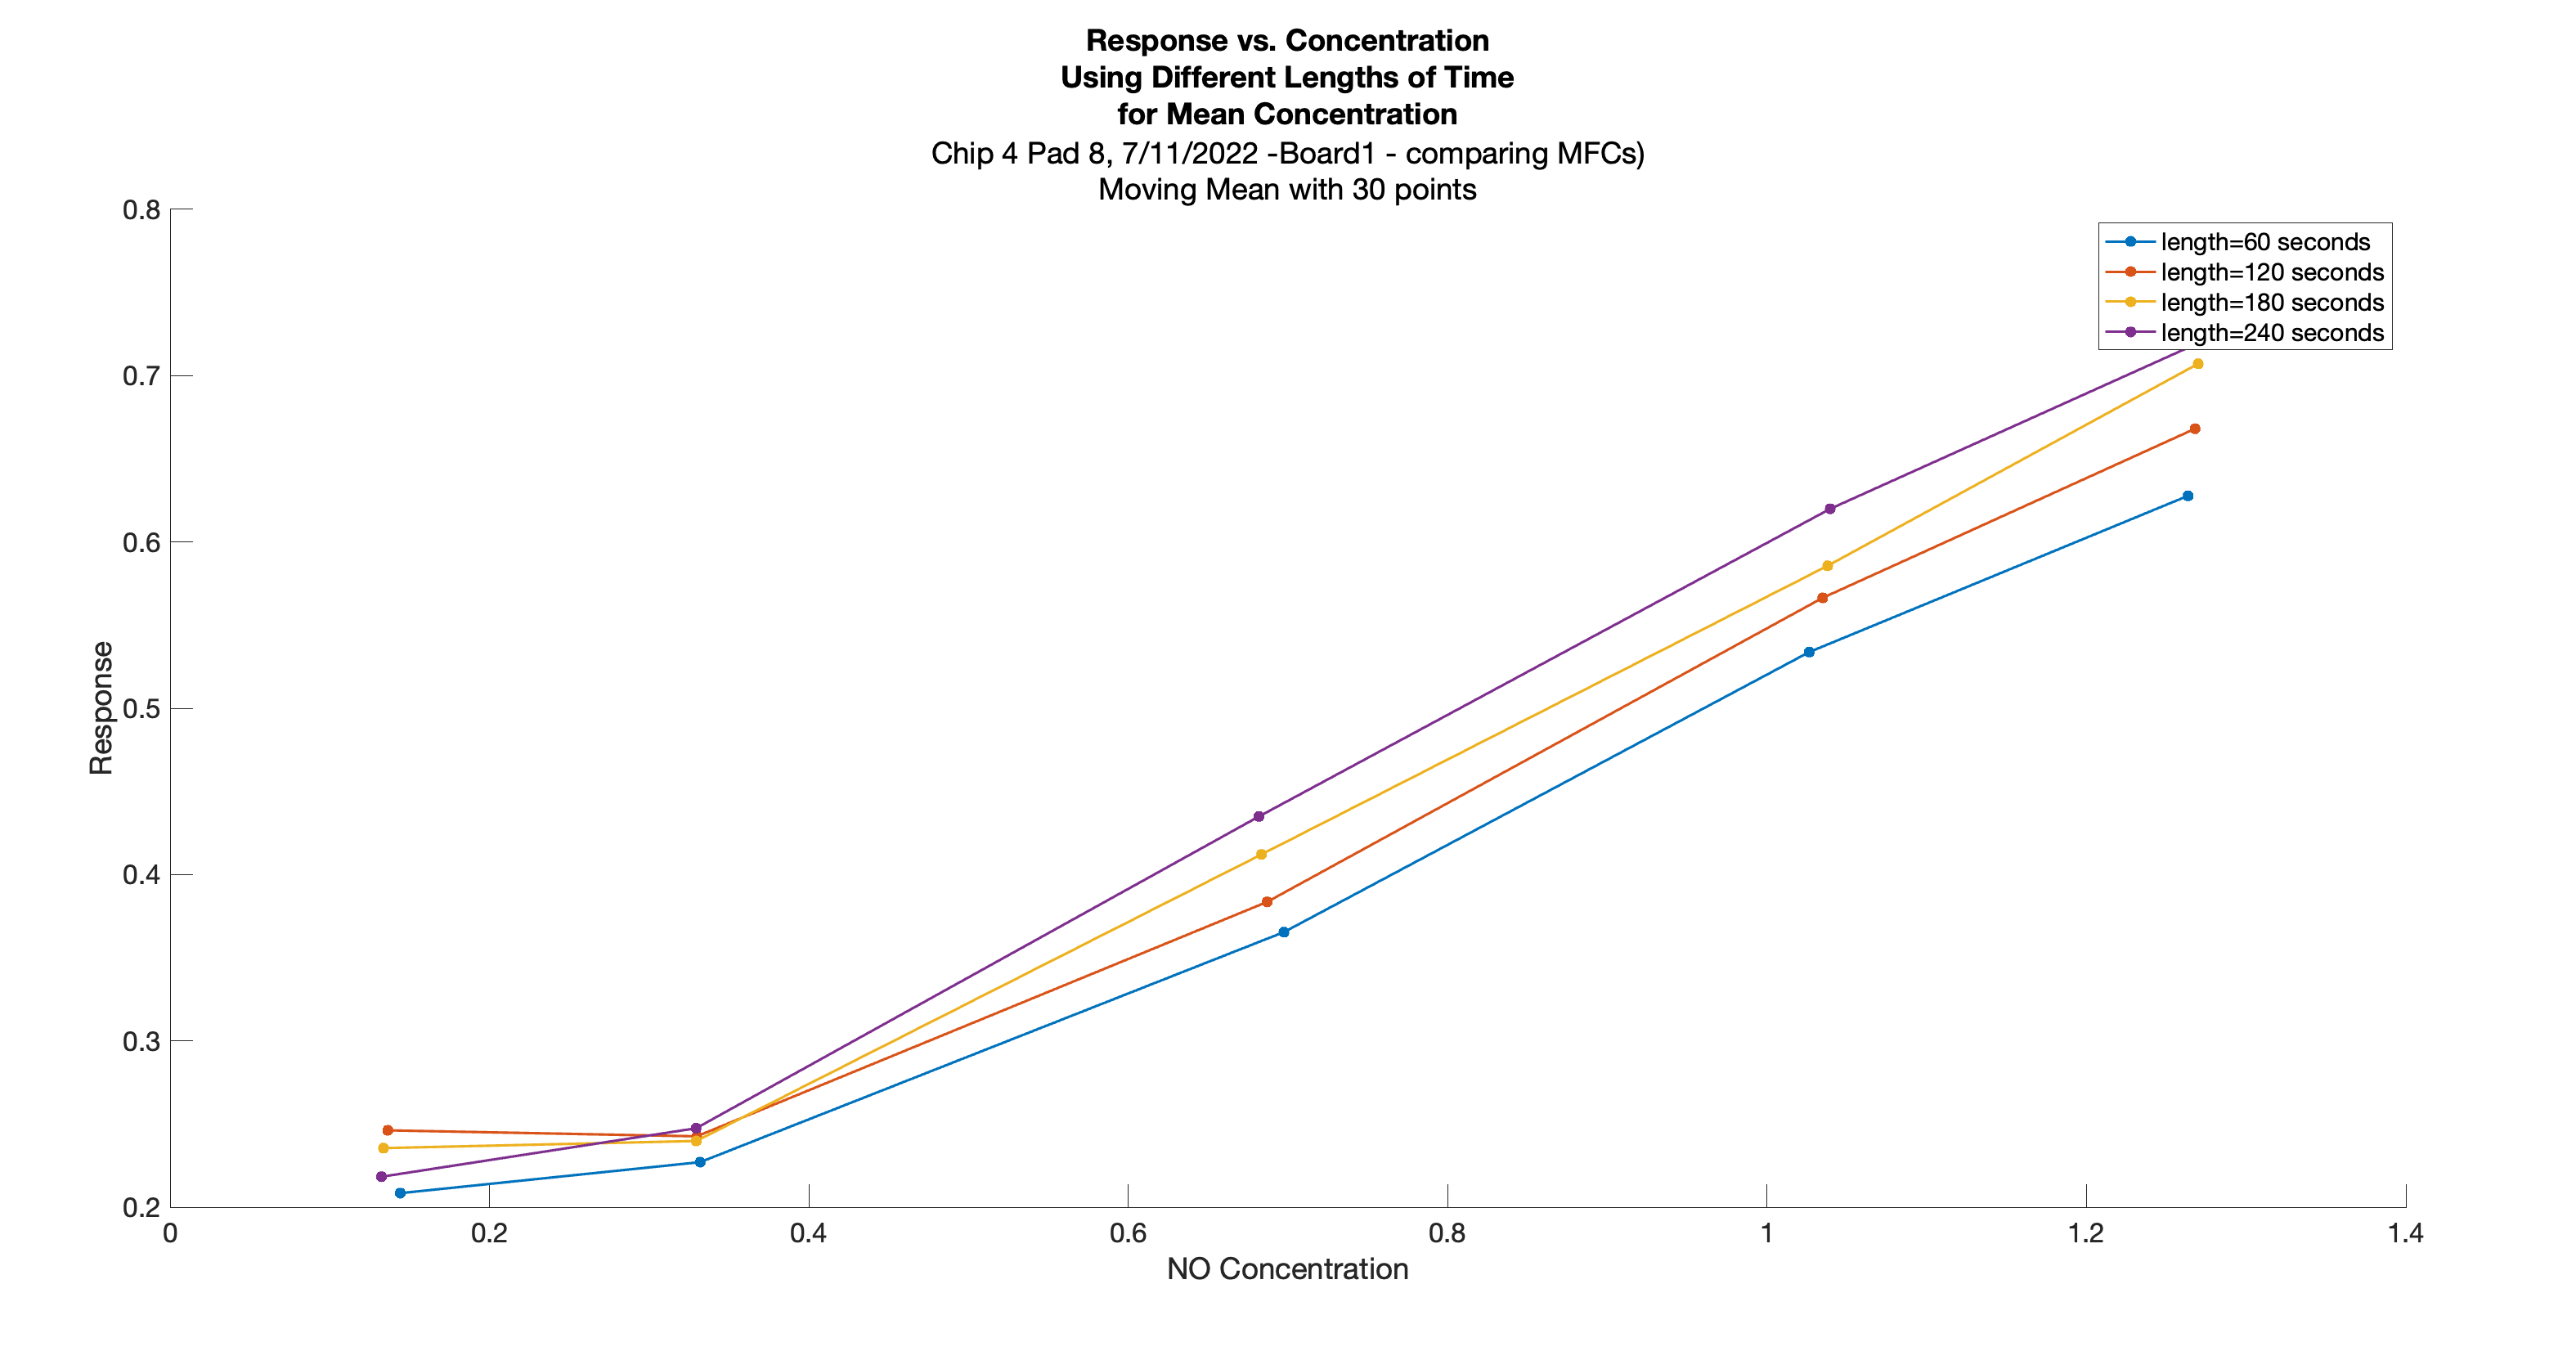 Response vs. Concentration
Using Different Lengths of Time
for Mean Concentration
Chip 4 Pad 8, 7/11/2022 -Board1 - comparing MFCs)
Moving Mean with 30 points
length=60 seconds
length=120 seconds
length=180 seconds
length=240 seconds
0.8
0.7
0.6
0.5
0.4
0.3
0.2
Response
0 0.2 0.4 0.6 0.8 1 1.2 1.4
NO Concentration